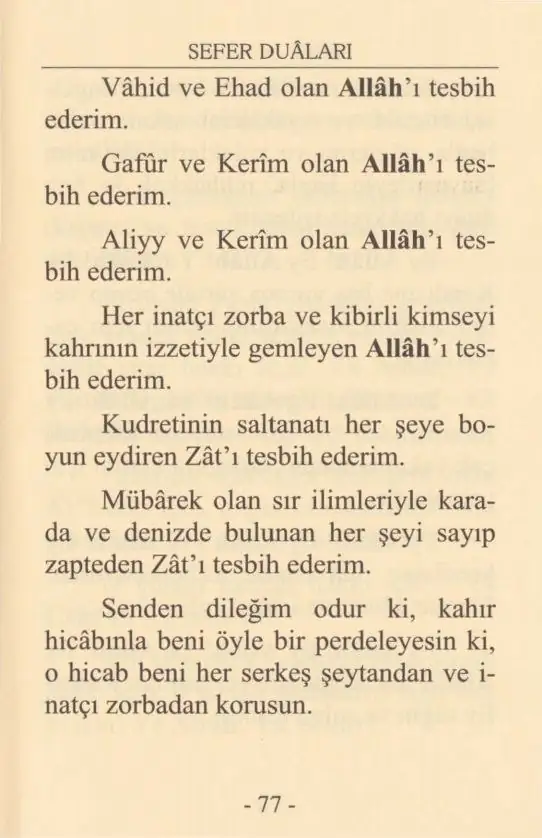 SEFER DUÂLARI
Vâhid ve Ehad olan Allâh’ı tesbih
ederim.
Gafûr ve Kerîm olan Allâh’ı tes-
bih ederim.
Aliyy ve Kerîm olan Allâh’ı tes-
bih ederim.
Her inatçı zorba ve kibirli kimseyi
kahrının izzetiyle gemleyen Allâh’ı tes-
bih ederim.
Kudretinin saltanatı her şeye bo-
yun eydiren Zât’ı tesbih ederim.
Mübârek olan sır ilimleriyle kara-
da ve denizde bulunan her şeyi sayıp
zapteden Zât’ı tesbih ederim.
Senden dileğim odur ki, kahır
hicâbınla beni öyle bir perdeleyesin ki,
o hicab beni her serkeş şeytandan ve i-
natçı zorbadan korusun.
- 77 -